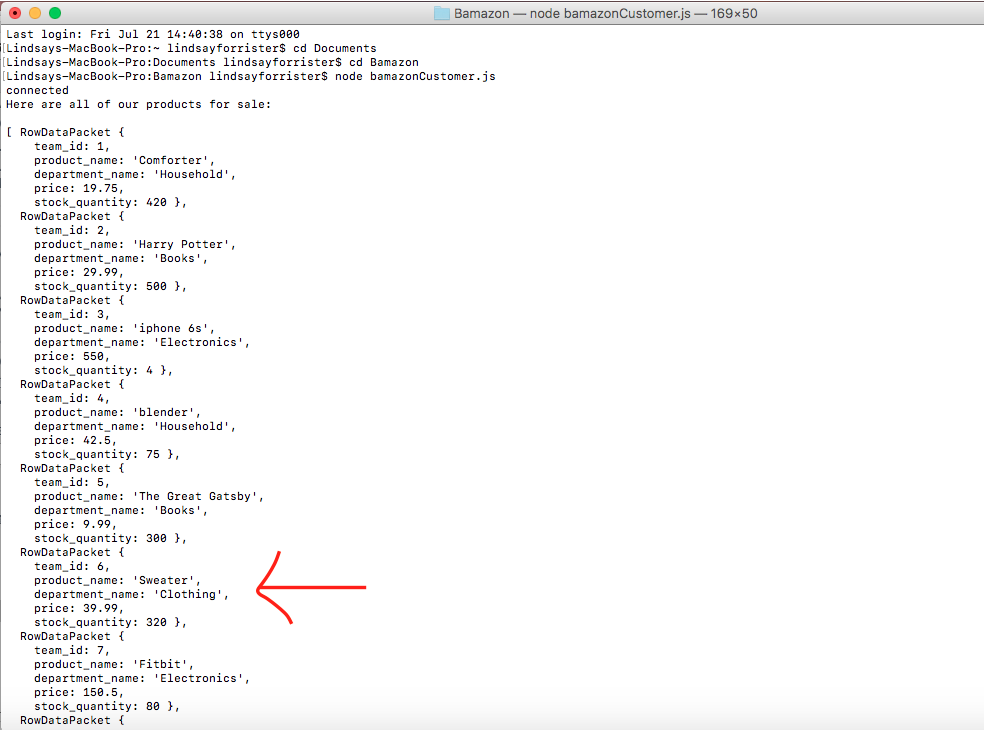 Bamazon — node bamazonCustomer.js — 169×50
Last login: Fri Jul 21 14:40:38 on ttys000
[Lindsays-MacBook-Pro:~ lindsayforrister$ cd Documents
[Lindsays-MacBook-Pro:Documents lindsayforrister$ cd Bamazon
[Lindsays-MacBook-Pro:Bamazon lindsayforrister$ node bamazonCustomer.js
connected
Here are all of our products for sale:
[ RowDataPacket {
team_id: 1,
product_name: 'Comforter',
department_name: 'Household',
price: 19.75,
stock_quantity: 420 },
RowDataPacket {
team_id: 2,
product_name: 'Harry Potter',
department_name: 'Books',
price: 29.99,
stock_quantity: 500 },
RowDataPacket {
team_id: 3,
product_name: 'iphone 6s',
department_name: 'Electronics',
price: 550,
stock_quantity: 4 },
RowDataPacket {
team_id: 4,
product_name: 'blender',
department_name: 'Household',
price: 42.5,
stock_quantity: 75 },
RowDataPacket {
team_id: 5,
product_name: 'The Great Gatsby',
department_name: 'Books',
price: 9.99,
stock_quantity: 300 },
RowDataPacket {
team_id: 6,
product_name: 'Sweater',
department_name: 'Clothing',
price: 39.99,
stock_quantity: 320 },
RowDataPacket {
team_id: 7,
product_name: 'Fitbit',
department_name: 'Electronics',
price: 150.5,
stock_quantity: 80 },
RowDataPacket {